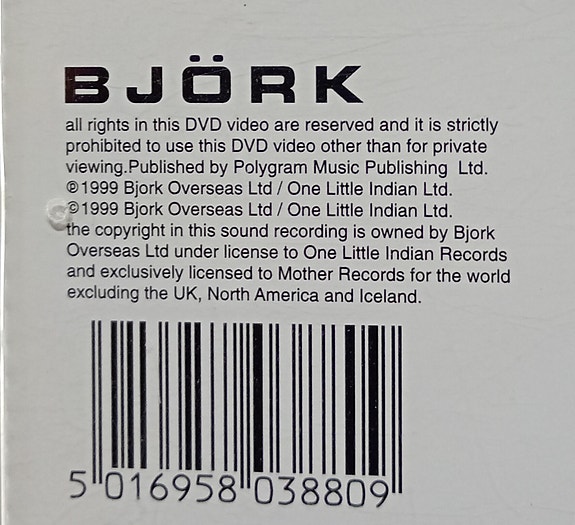 BJÖRK
all rights in this DVD video are reserved and it is strictly
prohibited to use this DVD video other than for private
viewing.Published by Polygram Music Publishing Ltd.
℗1999 Bjork Overseas Ltd / One Little Indian Ltd.
©1999 Bjork Overseas Ltd / One Little Indian Ltd.
the copyright in this sound recording is owned by Bjork
Overseas Ltd under license to One Little Indian Records
and exclusively licensed to Mother Records for the world
excluding the UK, North America and Iceland.
5 016958 038809